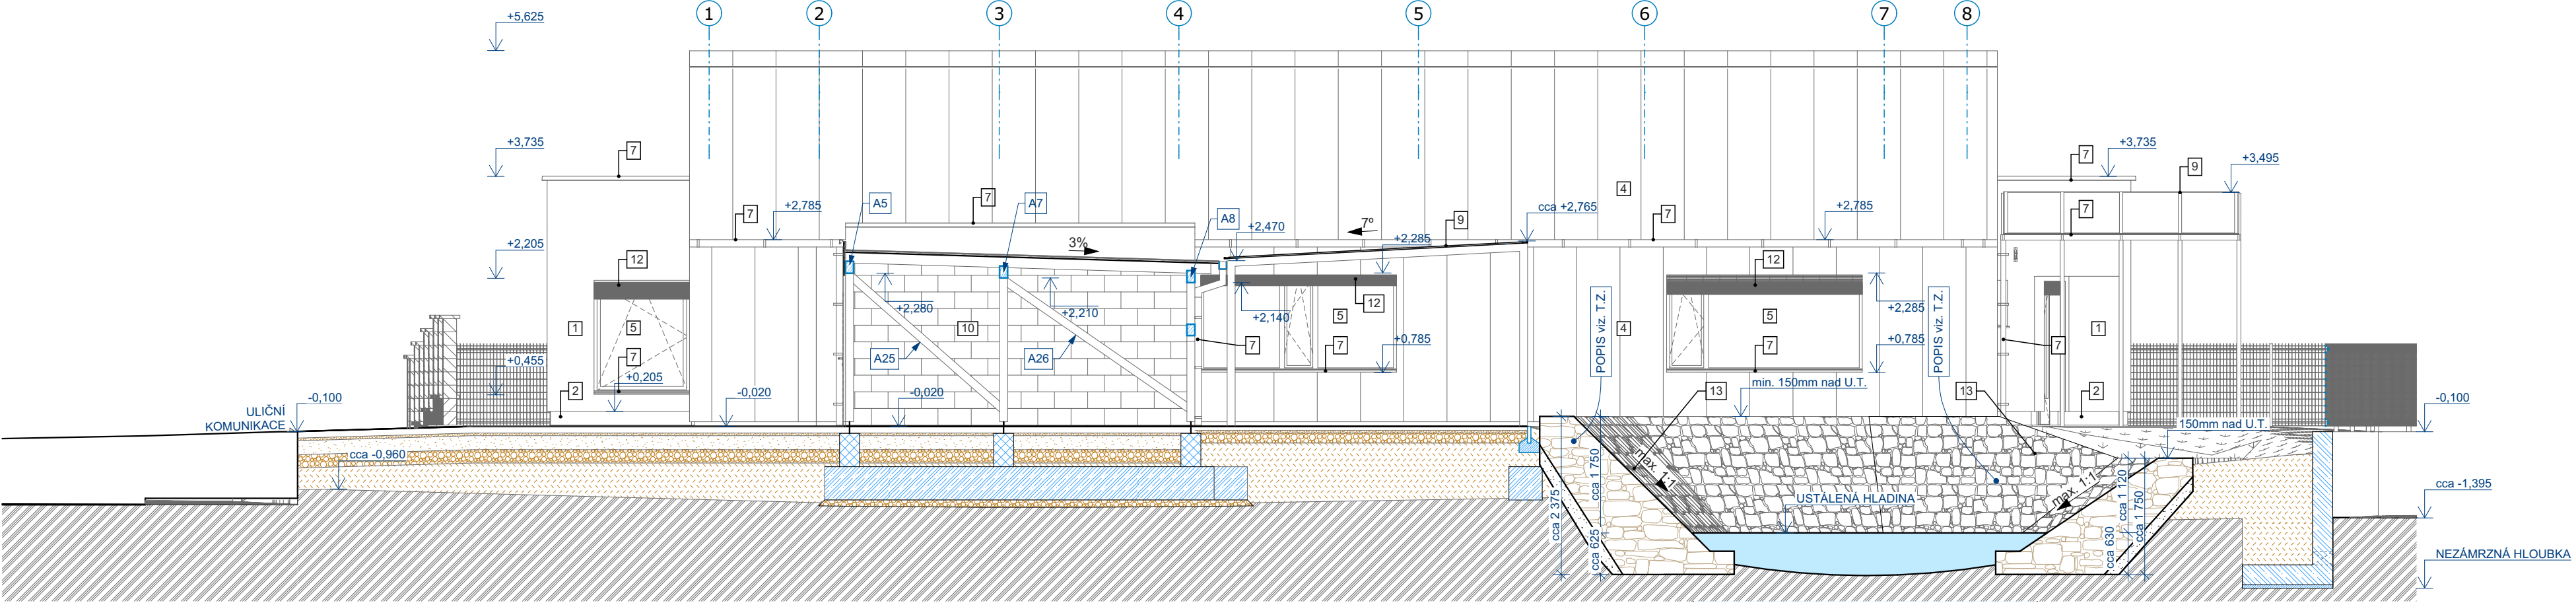 1 2 3 4 5 6 7 8
+5,625
+3,735
7
+3,735
7
9
+3,495
4
7
A5
A7
A8
7
+2,785
+2,470
7º
9
cca +2,765
7
+2,785
7
+2,205
3%
+2,285
12
12
12
+2,280
+2,210
+2,140
+2,285
POPIS viz. T.Z.
POPIS viz. T.Z.
1
5
10
5
4
5
1
7
A25
A26
7
7
+0,785
7
+0,785
7
+0,455
+0,205
2
-0,020
-0,020
13
min. 150mm nad U.T.
13
2
-0,100
ULIČNÍ
KOMUNIKACE
-0,100
150mm nad U.T.
cca -0,960
max. 1:1
max. 1:1
cca 1 750
cca 2 375
cca 625
USTÁLENÁ HLADINA
cca 1 120
cca 1 750
cca 630
cca -1,395
NEZÁMRZNÁ HLOUBKA